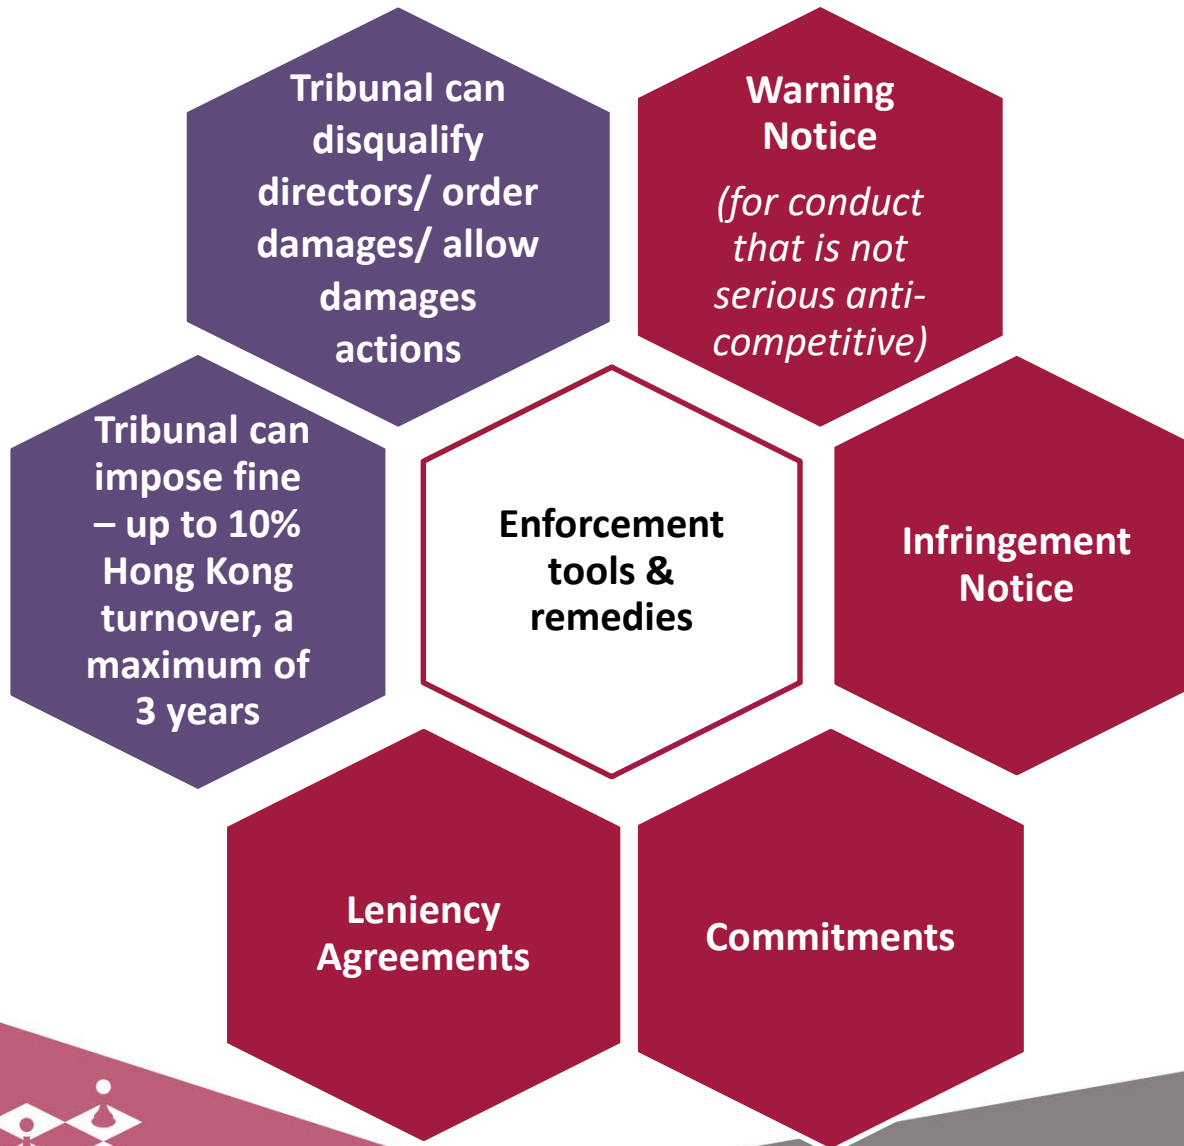 Tribunal can
disqualify
directors/ order
damages/ allow
damages
actions
Warning
Notice
(for conduct
that is not
serious anti-
competitive)
Tribunal can
impose fine
– up to 10%
Hong Kong
turnover, a
maximum of
3 years
Enforcement
tools &
remedies
Infringement
Notice
Leniency
Agreements
Commitments